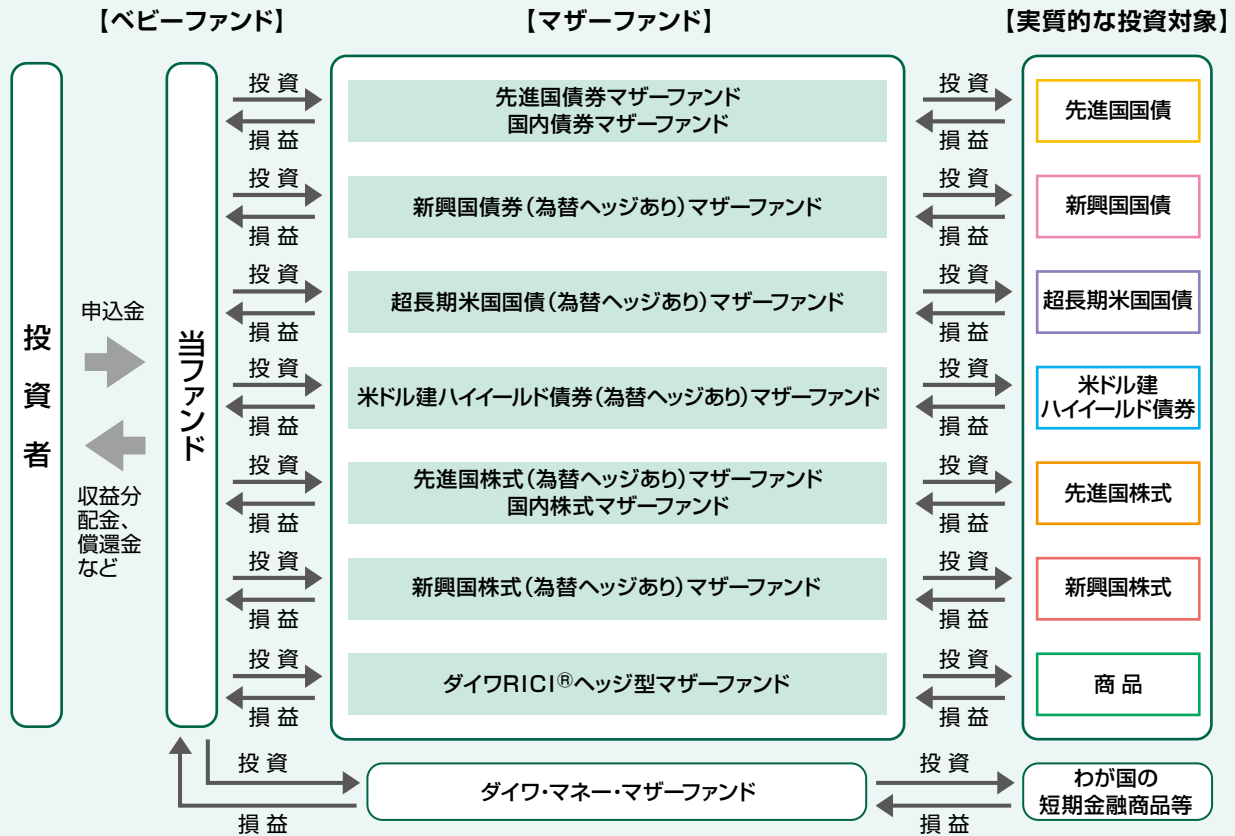 【ベビーファンド】
【マザーファンド】
【実質的な投資対象】
投資者
申込金
収益分
配金、
償還金
など
当ファンド
投資
損益
先進国債券マザーファンド
国内債券マザーファンド
投資
損益
先進国国債
投資
損益
新興国債券(為替ヘッジあり)マザーファンド
投資
損益
新興国国債
投資
損益
超長期米国国債(為替ヘッジあり)マザーファンド
投資
損益
超長期米国国債
投資
損益
米ドル建ハイイールド債券(為替ヘッジあり)マザーファンド
投資
損益
米ドル建
ハイイールド債券
投資
損益
先進国株式(為替ヘッジあり)マザーファンド
国内株式マザーファンド
投資
損益
先進国株式
投資
損益
新興国株式(為替ヘッジあり)マザーファンド
投資
損益
新興国株式
投資
損益
ダイワRICI®ヘッジ型マザーファンド
投資
損益
商品
投資
損益
ダイワ・マネー・マザーファンド
投資
損益
わが国の
短期金融商品等